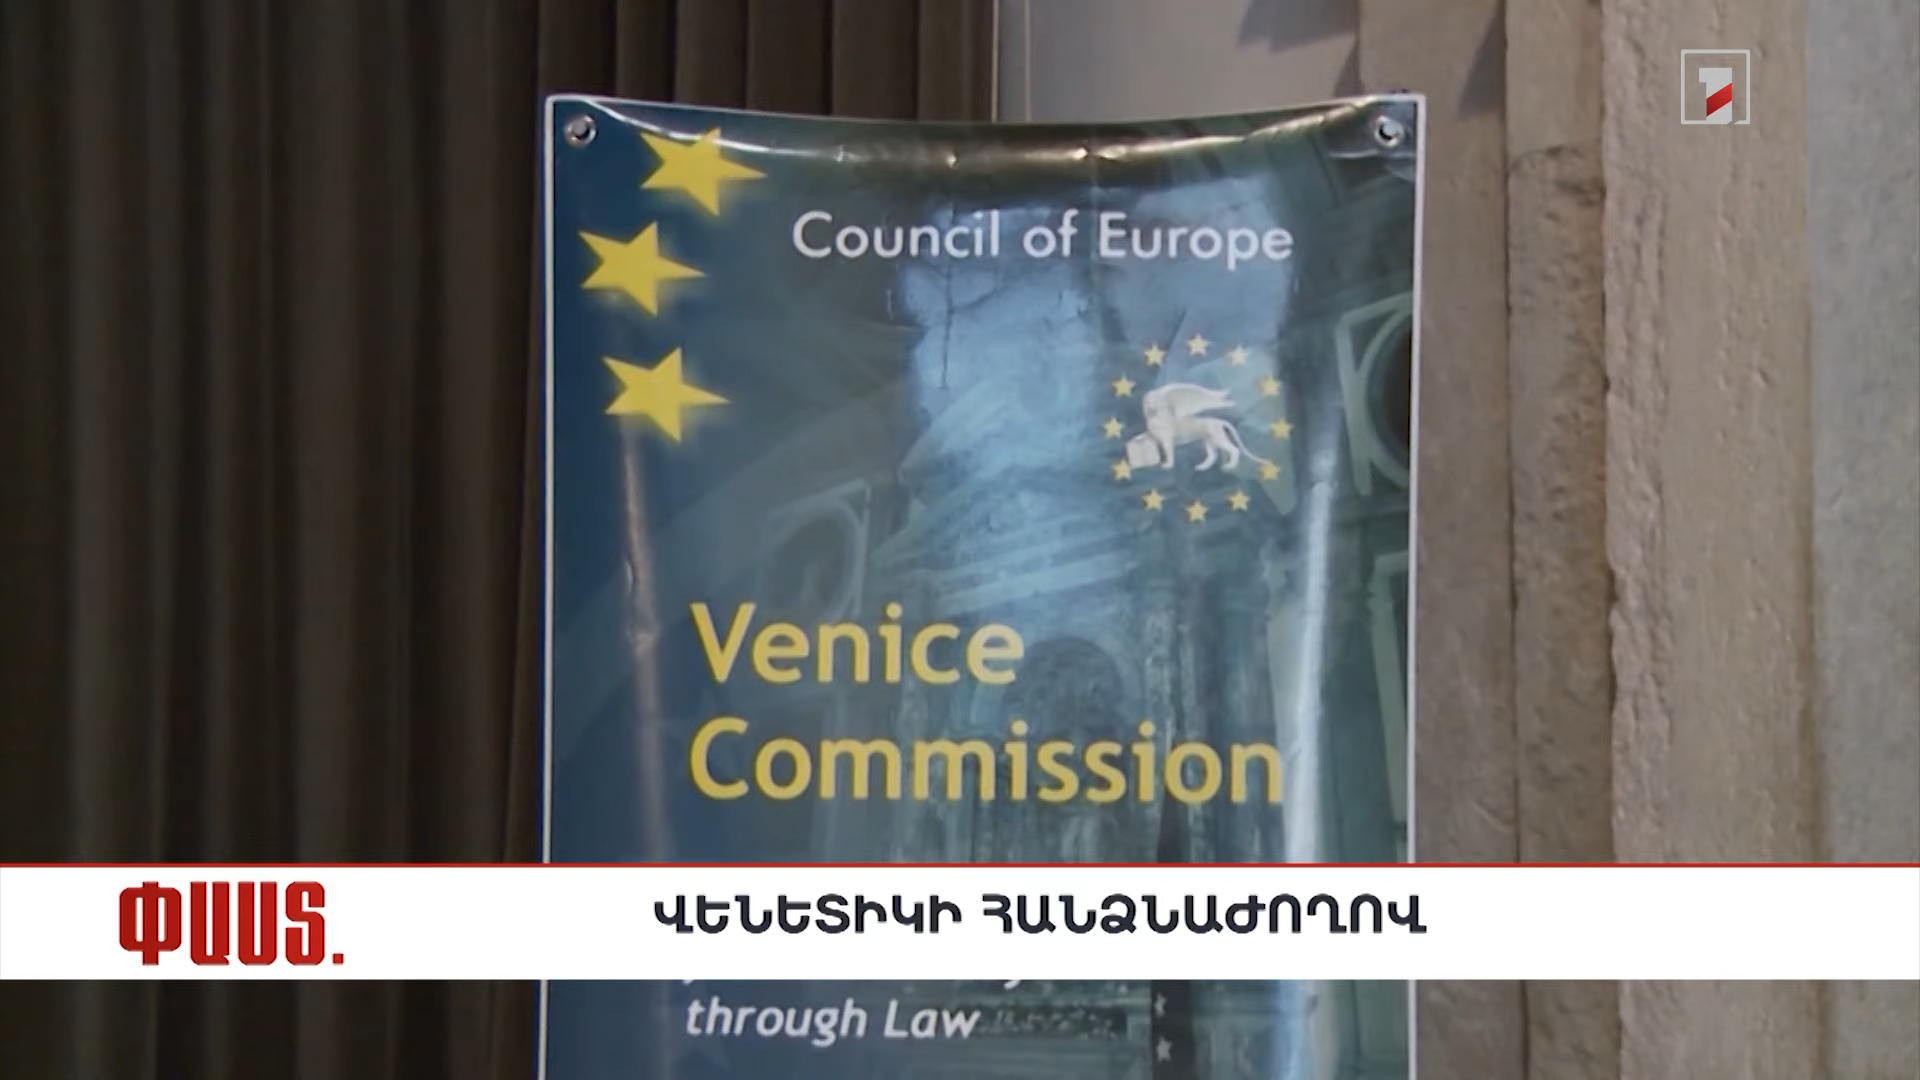 Council of Europe
Venice
Commission
ՓԱՍՏ.
ՎԵՆԵՏԻԿԻ ՀԱՆՁՆԱԺՈՂՈՎ
through Law